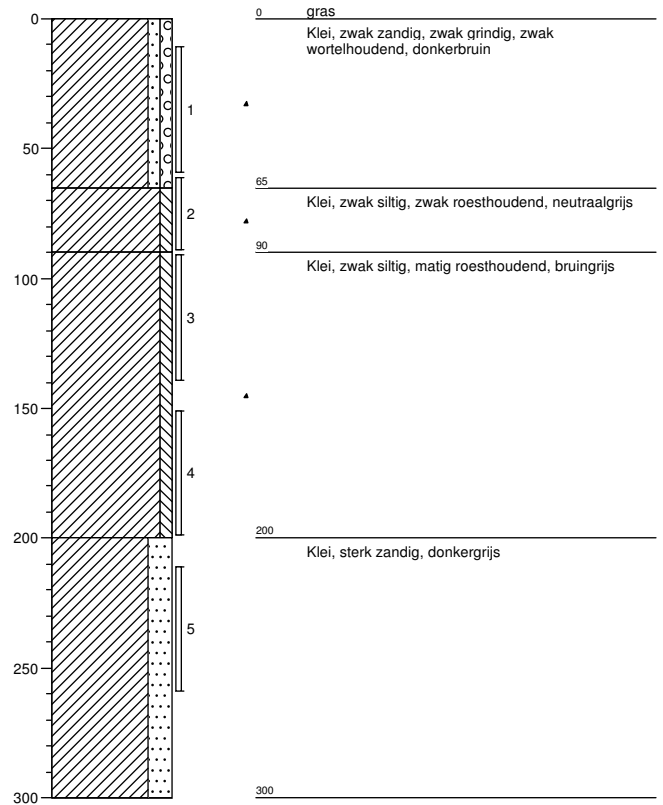 0
gras
Klei, zwak zandig, zwak grindig, zwak
wortelhoudend, donkerbruin
65
Klei, zwak siltig, zwak roesthoudend, neutraalgrijs
90
Klei, zwak siltig, matig roesthoudend, bruingrijs
200
Klei, sterk zandig, donkergrijs
300
0
50
100
150
200
250
300
1
2
3
4
5